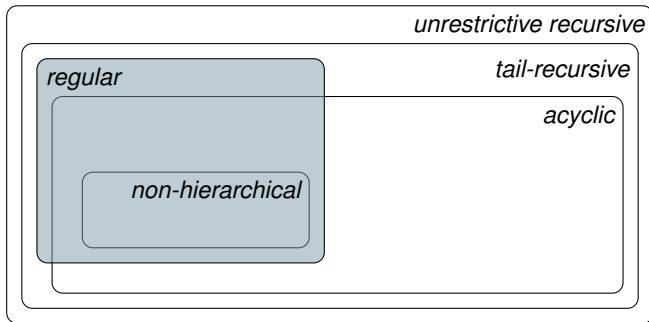 unrestrictive recursive
tail-recursive
regular
acyclic
non-hierarchical